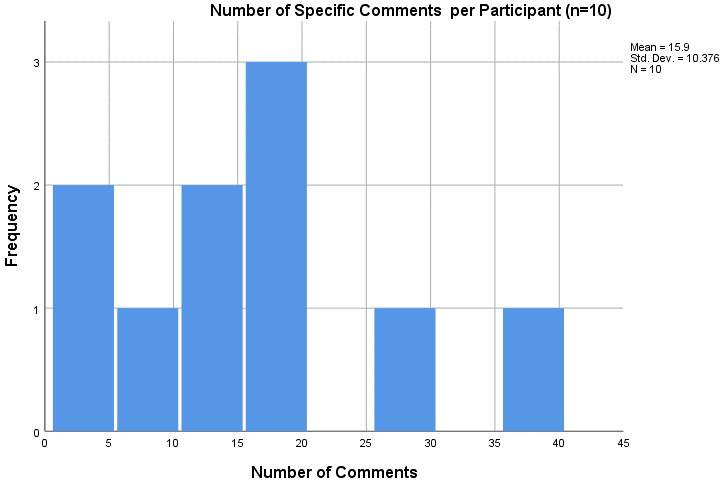 Number of Specific Comments  per Participant (n=10)
Mean = 15.9
Std. Dev. = 10.376
N = 10
Frequency
3
2
1
0
0 5 10 15 20 25 30 35 40 45
Number of Comments